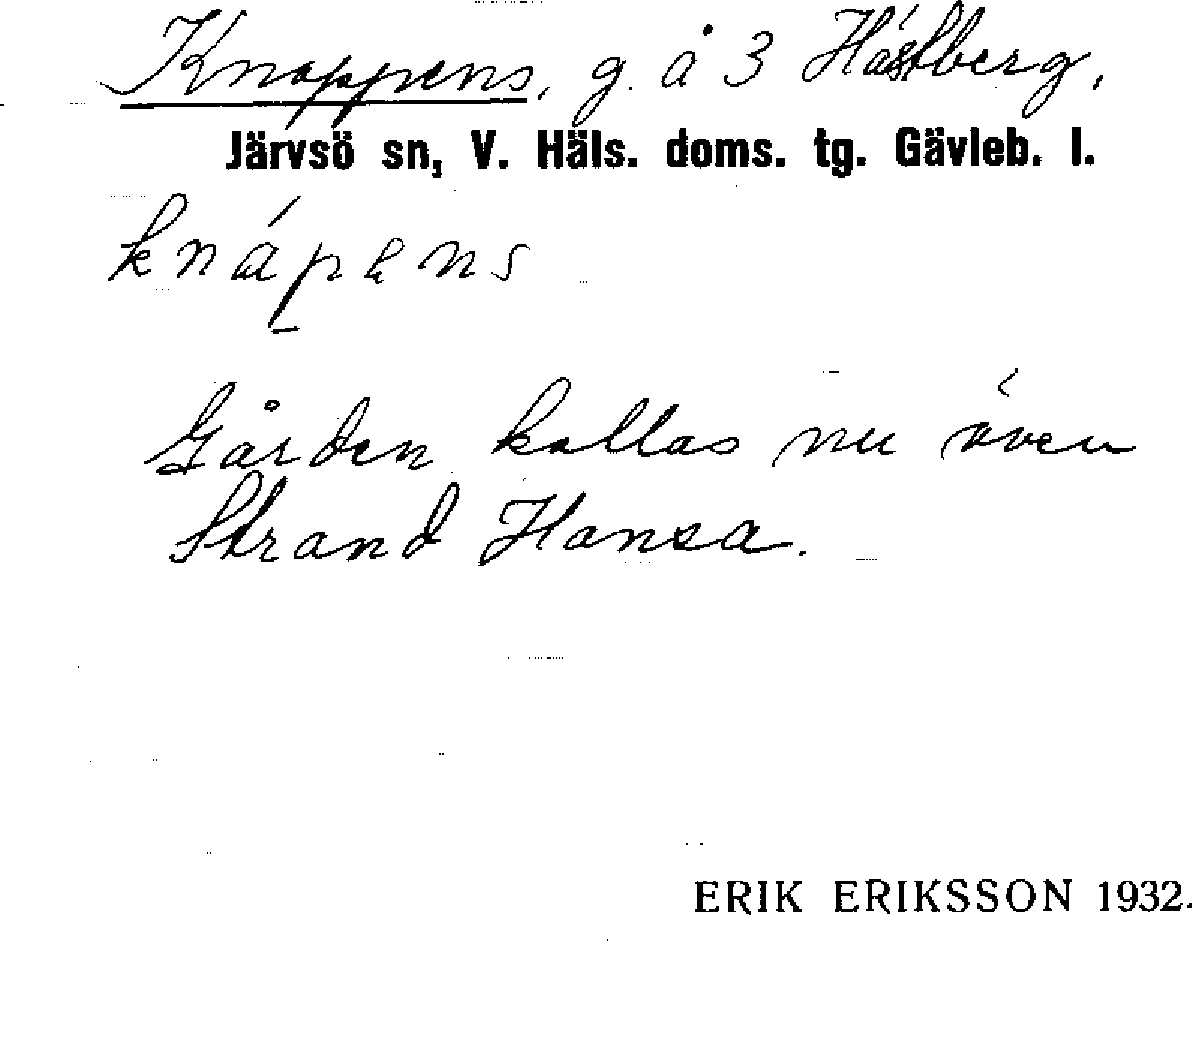 Knappens, g. å 3 Hästberg,
Järvsö sn, V. Häls. doms. tg. Gävleb. l.
knápens
Gården kallas nu även
Strand Hansa.
ERIK ERIKSSON 1932.